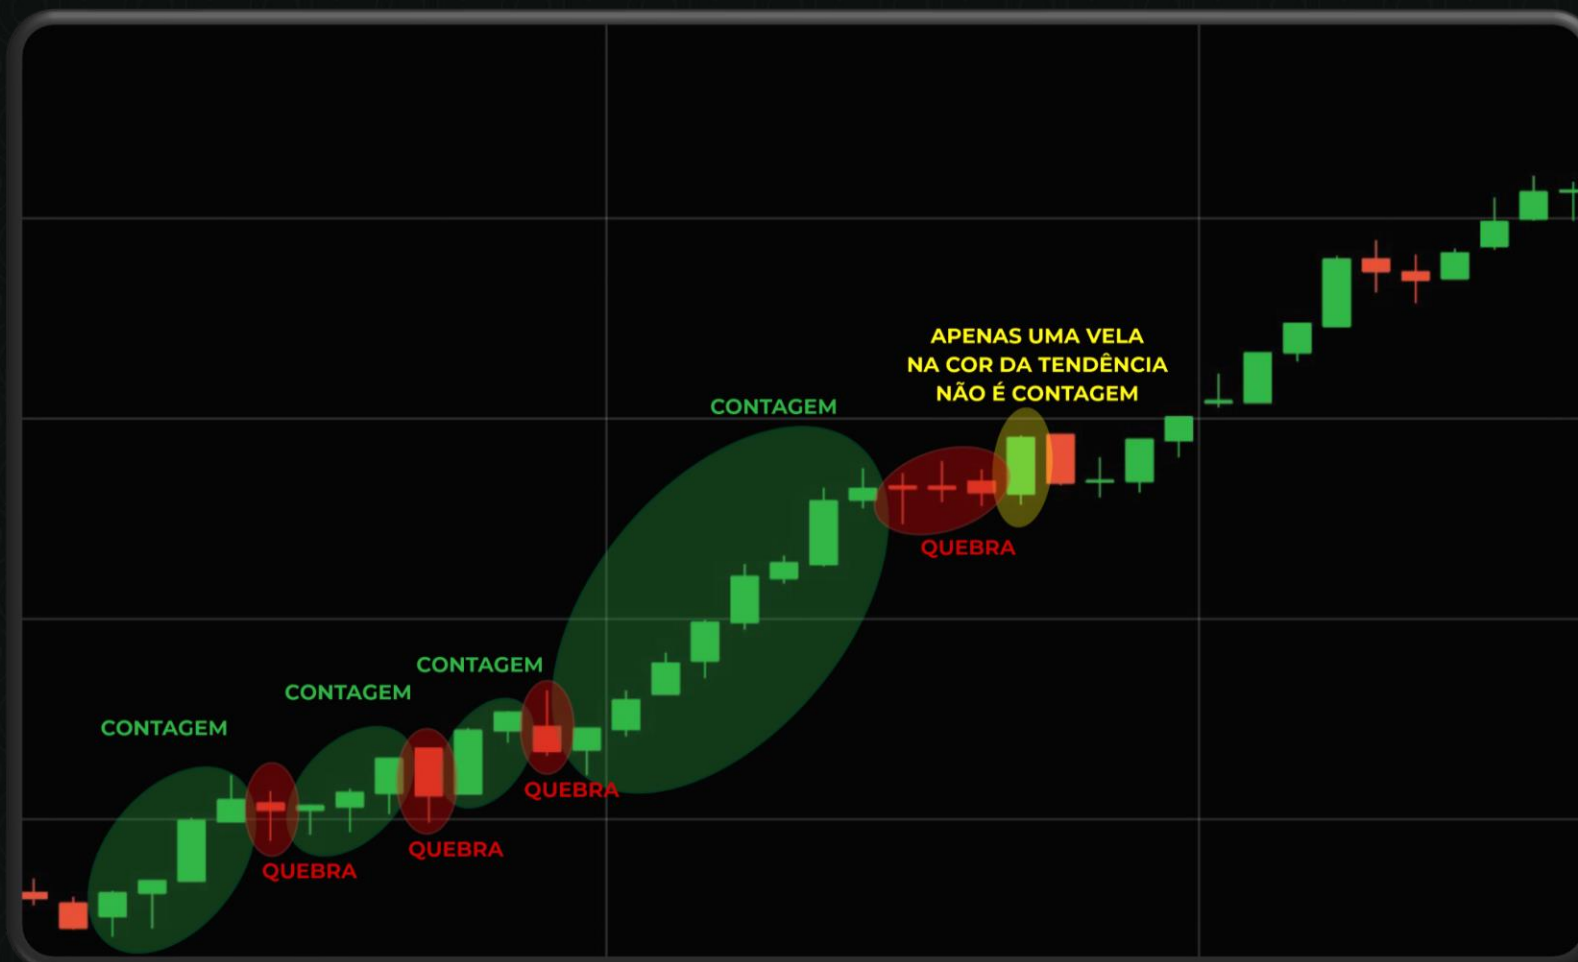 APENAS UMA VELA
NA COR DA TENDÊNCIA
NÃO É CONTAGEM
CONTAGEM
QUEBRA
CONTAGEM
CONTAGEM
CONTAGEM
QUEBRA
QUEBRA
QUEBRA